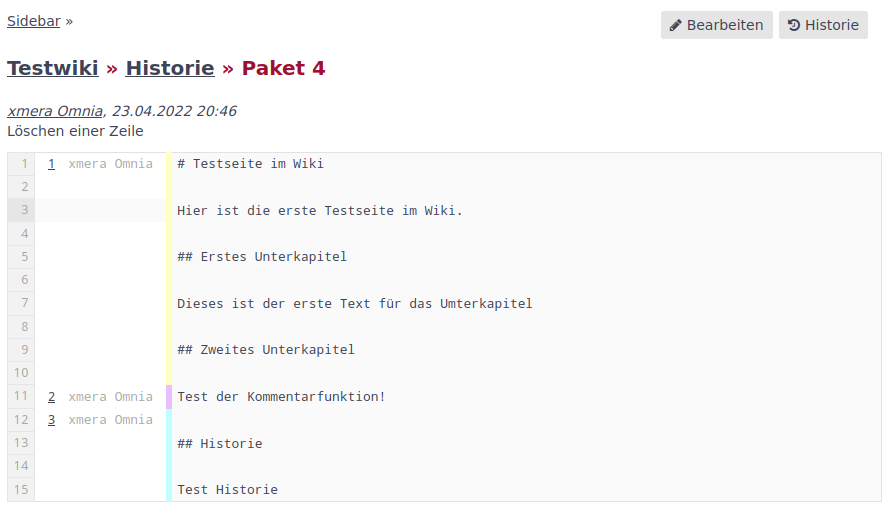 Sidebar »
Bearbeiten Historie
Testwiki » Historie » Paket 4
xmera Omnia, 23.04.2022 20:46
Löschen einer Zeile
1 1 xmera Omnia # Testseite im Wiki
2
3 Hier ist die erste Testseite im Wiki.
4
5 ## Erstes Unterkapitel
6
7 Dieses ist der erste Text für das Umterkapitel
8
9 ## Zweites Unterkapitel
10
11 2 xmera Omnia Test der Kommentarfunktion!
12 3 xmera Omnia
13 ## Historie
14
15 Test Historie